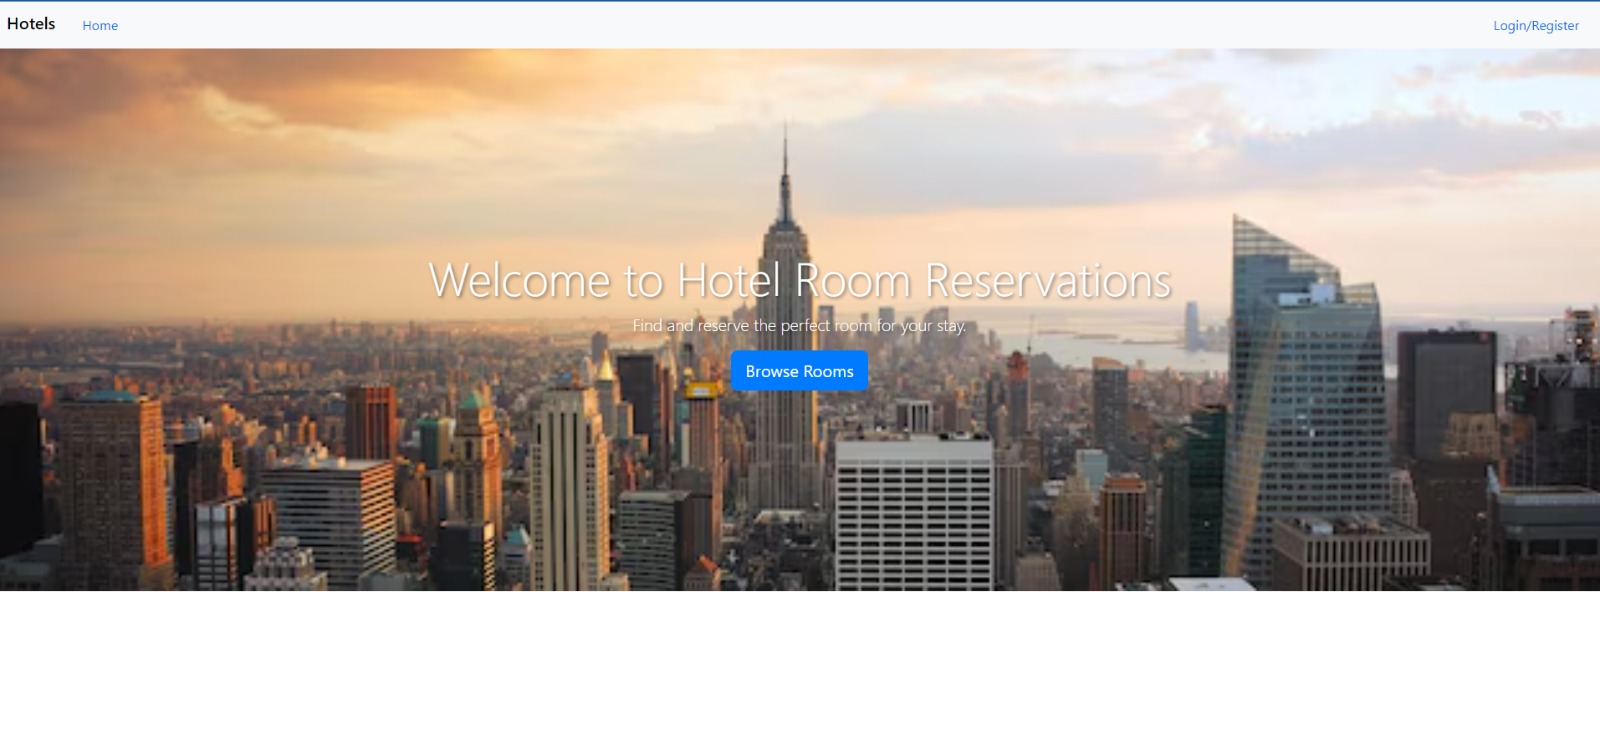 Hotels
Home
Login/Register
Welcome to Hotel Room Reservations
Find and reserve the perfect room for your stay.
Browse Rooms